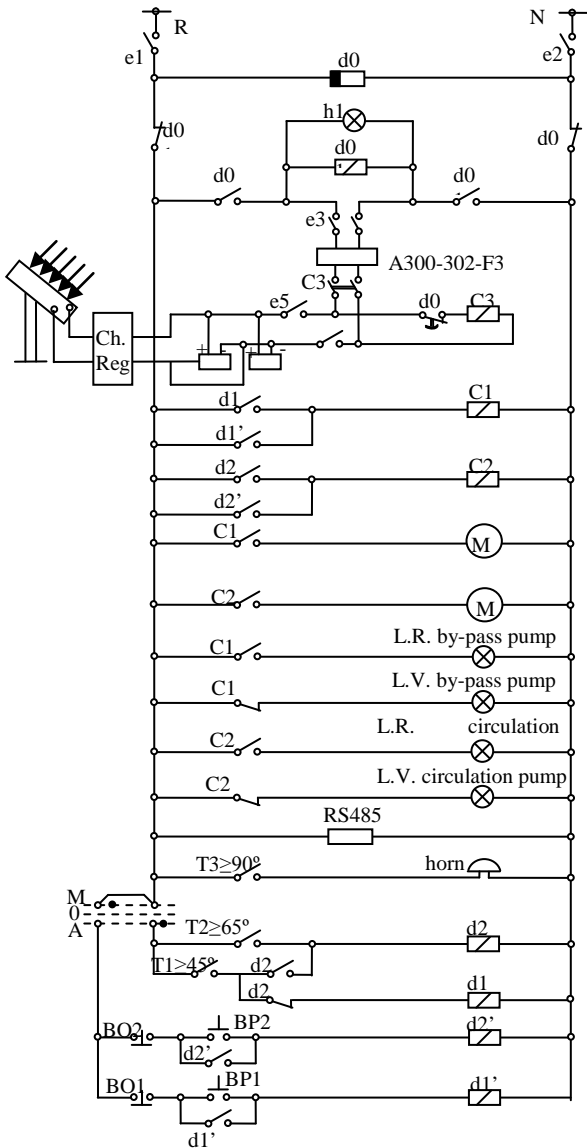 R N
e1 e2
d0
h1
d0 d0 d0
d0 d0
e3
A300-302-F3
C3
e5 d0 C3
Ch.
Reg
+ - + -
d1 C1
d1’
d2 C2
d2’
C1 M
C2 M
L.R. by-pass pump
C1
L.V. by-pass pump
C1
L.R. circulation
C2
L.V. circulation pump
C2
RS485
T3≥90º horn
M
0
A
T2≥65º d2
T1≥45º d2
d2 d1
BO2 BP2 d2’
d2’
BO1 BP1 d1’
d1’